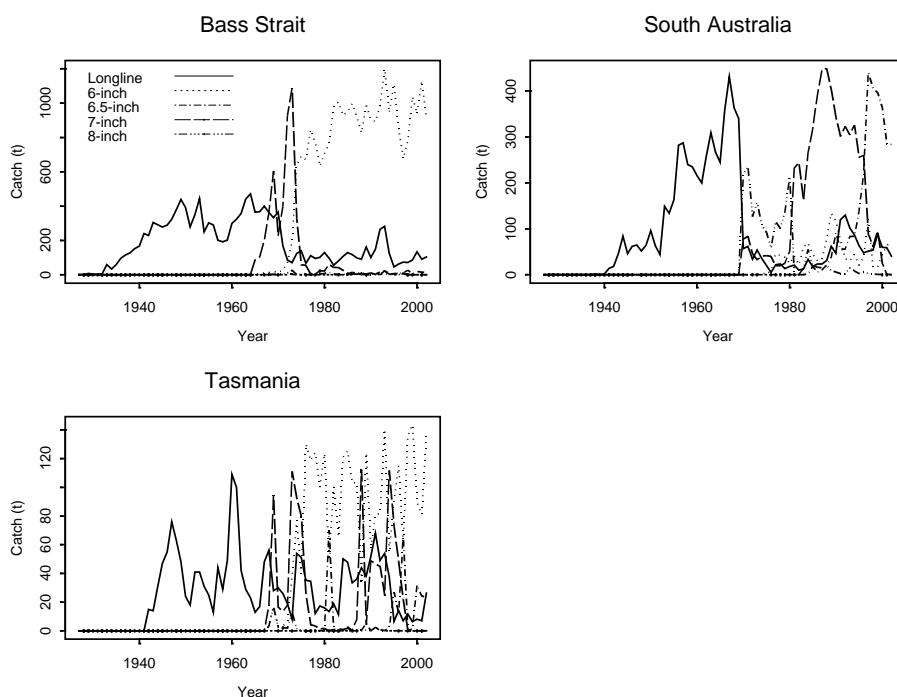 Bass Strait
Longline
6-inch
6.5-inch
7-inch
8-inch
Catch (t)
0
200
600
1000
1940
1960
1980
2000
Year
South Australia
Catch (t)
0
100
200
300
400
1940
1960
1980
2000
Year
Tasmania
Catch (t)
0
20
40
60
80
120
1940
1960
1980
2000
Year